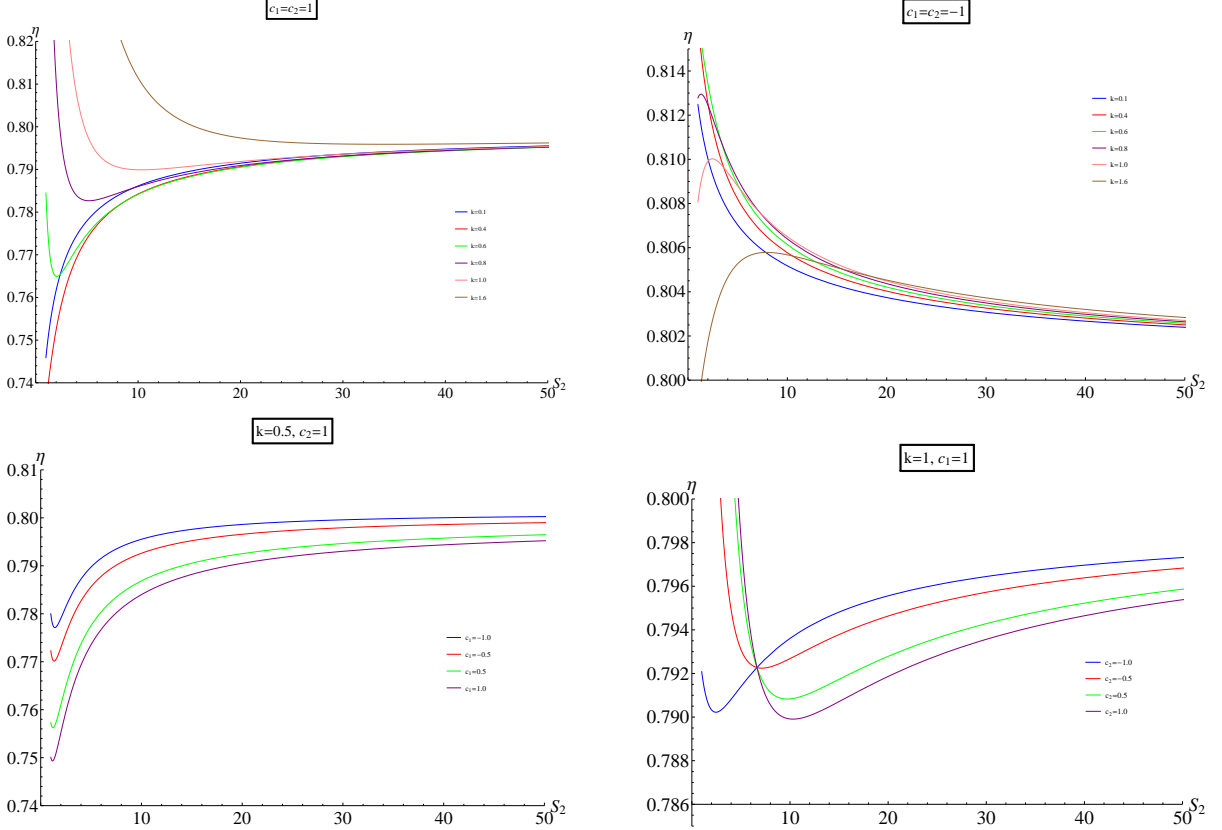 c₁=c₂=1
η
0.82
0.81
0.80
0.79
0.78
0.77
0.76
0.75
0.74
10
20
30
40
50
S₂
k=0.1
k=0.4
k=0.6
k=0.8
k=1.0
k=1.6
c₁=c₂=−1
η
0.814
0.812
0.810
0.808
0.806
0.804
0.802
0.800
10
20
30
40
50
S₂
k=0.1
k=0.4
k=0.6
k=0.8
k=1.0
k=1.6
k=0.5, c₂=1
η
0.81
0.80
0.79
0.78
0.77
0.76
0.75
0.74
10
20
30
40
50
S₂
c₁=−1.0
c₁=−0.5
c₁=0.5
c₁=1.0
k=1, c₁=1
η
0.800
0.798
0.796
0.794
0.792
0.790
0.788
0.786
10
20
30
40
50
S₂
c₂=−1.0
c₂=−0.5
c₂=0.5
c₂=1.0